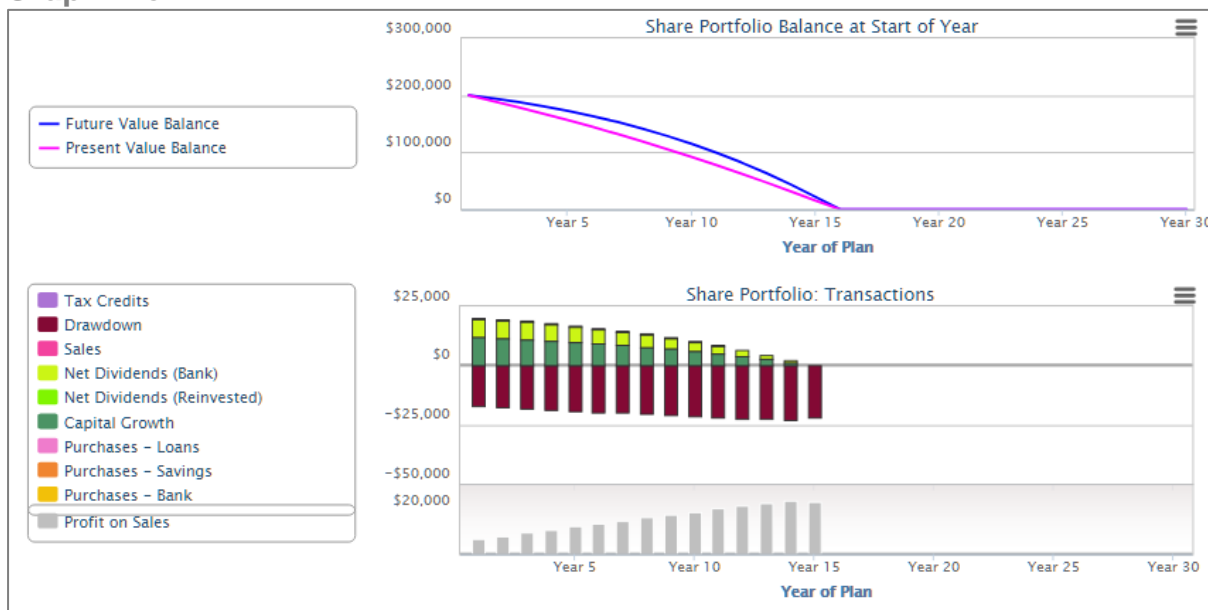 Share Portfolio Balance at Start of Year
$300,000
$200,000
$100,000
$0
Future Value Balance
Present Value Balance
Year 5
Year 10
Year 15
Year 20
Year 25
Year 30
Year of Plan
Share Portfolio: Transactions
$25,000
$0
-$25,000
-$50,000
$20,000
Tax Credits
Drawdown
Sales
Net Dividends (Bank)
Net Dividends (Reinvested)
Capital Growth
Purchases - Loans
Purchases - Savings
Purchases - Bank
Profit on Sales
Year 5
Year 10
Year 15
Year 20
Year 25
Year 30
Year of Plan